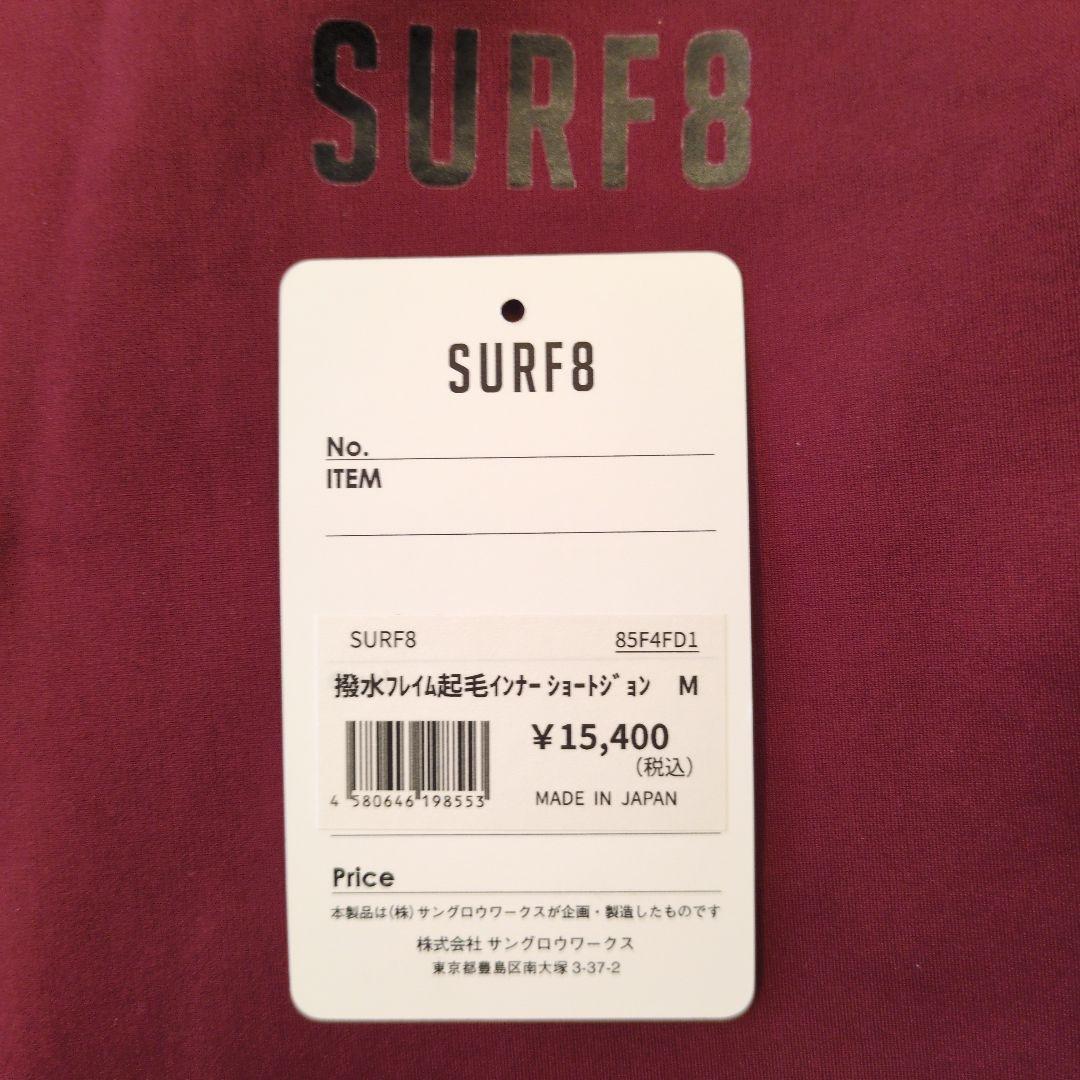 SURF8
SURF8
No.
ITEM
SURF8 85F4FD1
撥水ﾌﾚｲﾑ起毛ｲﾝﾅｰ ｼｮｰﾄｼﾞｮﾝ M
￥15,400
(税込)
4 580646 198553
MADE IN JAPAN
Price
本製品は(株)サングロウワークスが企画・製造したものです
株式会社 サングロウワークス
東京都豊島区南大塚 3-37-2